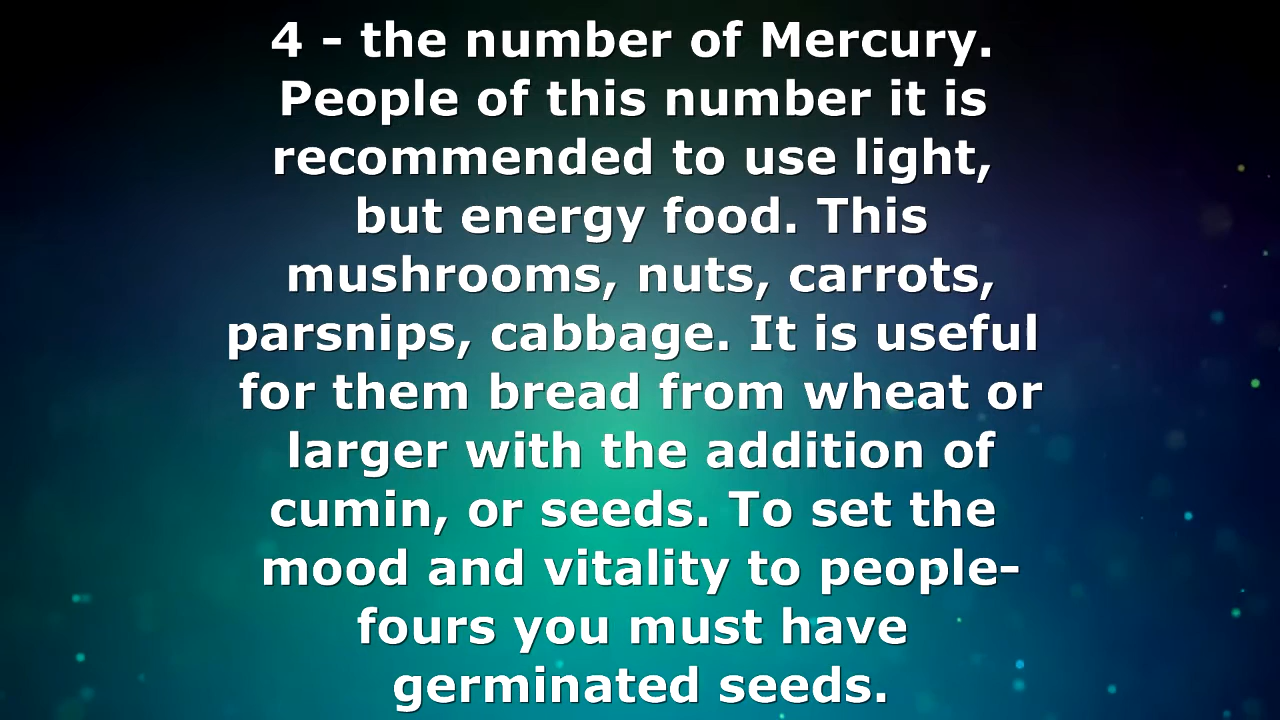 4 - the number of Mercury.
People of this number it is
recommended to use light,
but energy food. This
mushrooms, nuts, carrots,
parsnips, cabbage. It is useful
for them bread from wheat or
larger with the addition of
cumin, or seeds. To set the
mood and vitality to people-
fours you must have
germinated seeds.